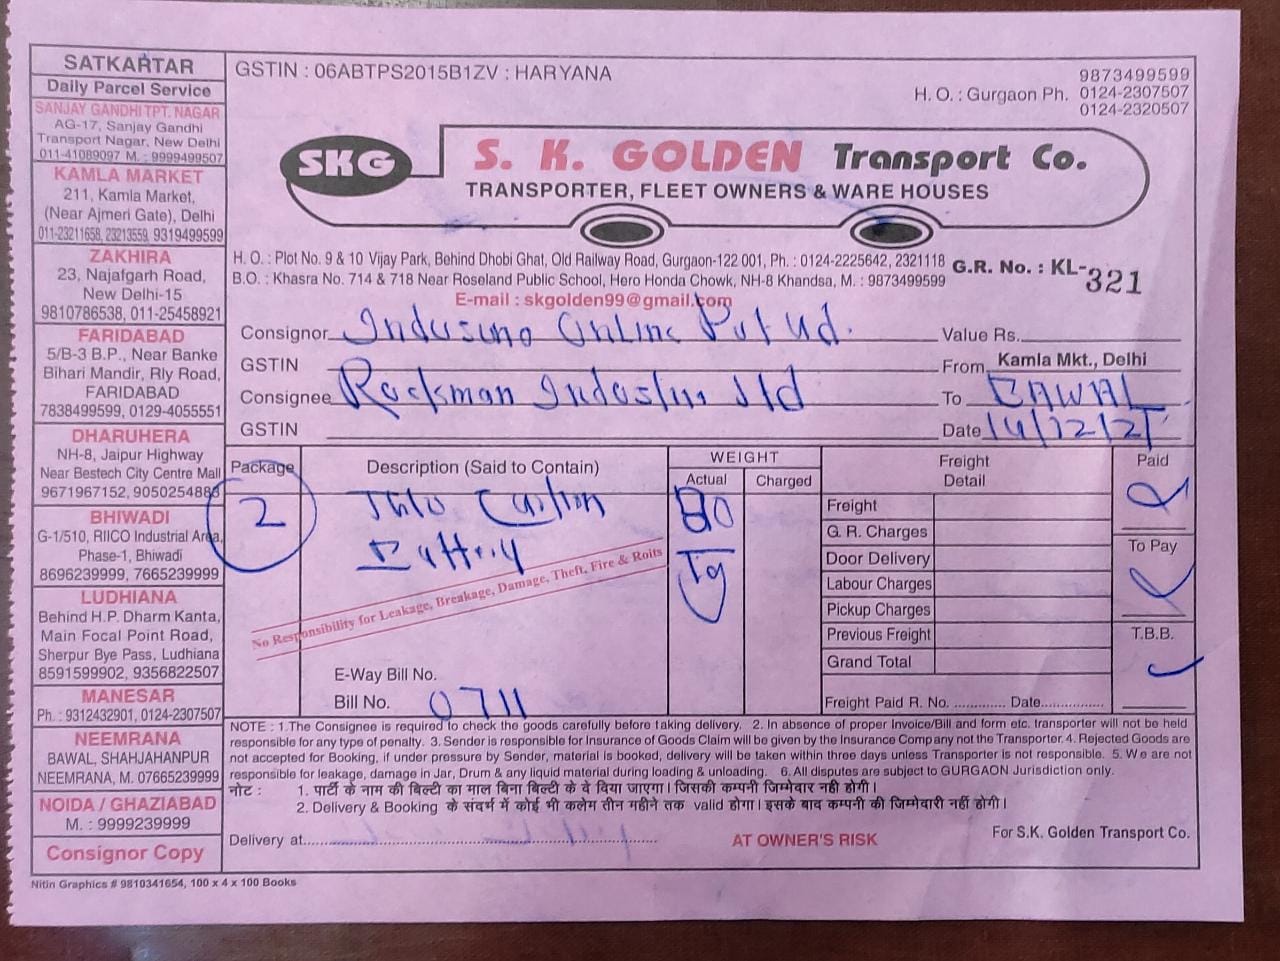 SATKARTAR
Daily Parcel Service
SANJAY GANDHI TPT. NAGAR
AG-17, Sanjay Gandhi
Transport Nagar, New Delhi
011-41089097 M. : 9999499507
KAMLA MARKET
211, Kamla Market,
(Near Ajmeri Gate), Delhi
011-23211658, 23213559, 9319499599
ZAKHIRA
23, Najafgarh Road,
New Delhi-15
9810786538, 011-25458921
FARIDABAD
5/B-3 B.P., Near Banke
Bihari Mandir, Rly Road,
FARIDABAD
7838499599, 0129-4055551
DHARUHERA
NH-8, Jaipur Highway
Near Bestech City Centre Mall
9671967152, 9050254883
BHIWADI
G-1/510, RIICO Industrial Area,
Phase-1, Bhiwadi
8696239999, 7665239999
LUDHIANA
Behind H.P. Dharm Kanta,
Main Focal Point Road,
Sherpur Bye Pass, Ludhiana
8591599902, 9356822507
MANESAR
Ph. : 9312432901, 0124-2307507
NEEMRANA
BAWAL, SHAHJAHANPUR
NEEMRANA, M. 07665239999
NOIDA / GHAZIABAD
M. : 9999239999
Consignor Copy
GSTIN : 06ABTPS2015B1ZV : HARYANA
9873499599
H. O. : Gurgaon Ph. 0124-2307507
0124-2320507
SKG
S. K. GOLDEN Transport Co.
TRANSPORTER, FLEET OWNERS & WARE HOUSES
H. O. : Plot No. 9 & 10 Vijay Park, Behind Dhobi Ghat, Old Railway Road, Gurgaon-122 001, Ph. : 0124-2225642, 2321118
B.O. : Khasra No. 714 & 718 Near Roseland Public School, Hero Honda Chowk, NH-8 Khandsa, M. : 9873499599
G.R. No. : KL-321
E-mail : skgolden99@gmail.com
Consignor Online
Value Rs.
GSTIN
From Kamla Mkt., Delhi
Consignee Rockman ltd
To BAWAL
GSTIN
Date 14/12/21
Package Description (Said to Contain) WEIGHT Freight Detail Paid
Actual Charged
2
80
Freight
G. R. Charges
Door Delivery To Pay
Labour Charges
Pickup Charges
Previous Freight T.B.B.
Grand Total
No Responsibility for Leakage, Breakage, Damage, Theft, Fire & Roits
E-Way Bill No.
Bill No. 0711
Freight Paid R. No. ............. Date................
NOTE : 1.The Consignee is required to check the goods carefully before taking delivery. 2. In absence of proper Invoice/Bill and form etc. transporter will not be held
responsible for any type of penalty. 3. Sender is responsible for Insurance of Goods Claim will be given by the Insurance Company not the Transporter. 4. Rejected Goods are
not accepted for Booking, if under pressure by Sender, material is booked, delivery will be taken within three days unless Transporter is not responsible. 5. We are not
responsible for leakage, damage in Jar, Drum & any liquid material during loading & unloading. 6. All disputes are subject to GURGAON Jurisdiction only.
नोट : 1. पार्टी के नाम की बिल्टी का माल बिना बिल्टी के दे दिया जाएगा। जिसकी कम्पनी जिम्मेदार नही होगी।
2. Delivery & Booking के संदर्भ में कोई भी कलेम तीन महीने तक valid होगा। इसके बाद कम्पनी की जिम्मेदारी नहीं होगी।
Delivery at
AT OWNER'S RISK
For S.K. Golden Transport Co.
Nitin Graphics # 9810341654, 100 x 4 x 100 Books